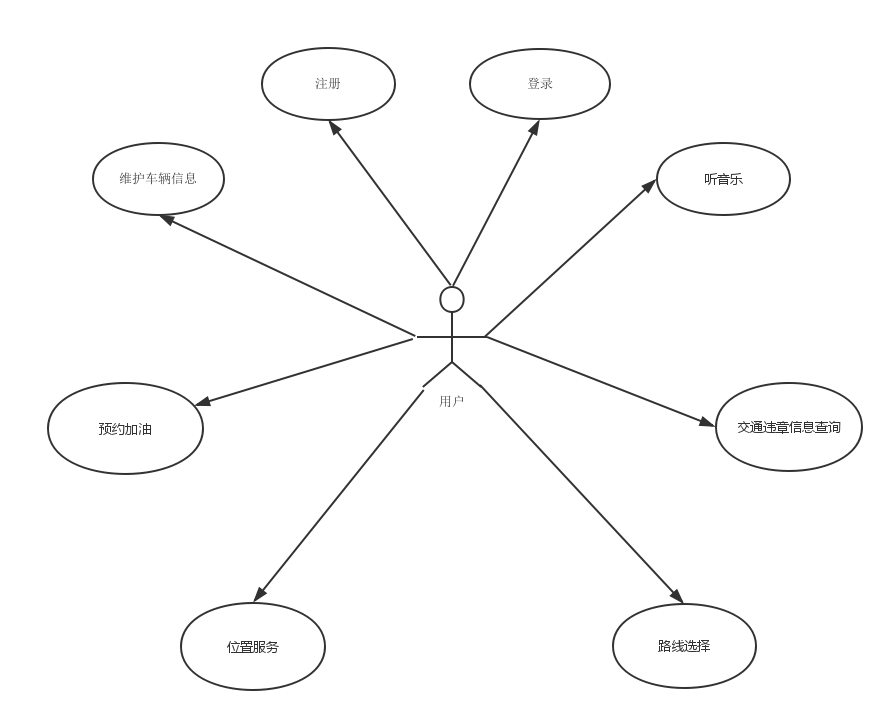 注册
登录
维护车辆信息
听音乐
用户
预约加油
交通违章信息查询
位置服务
路线选择